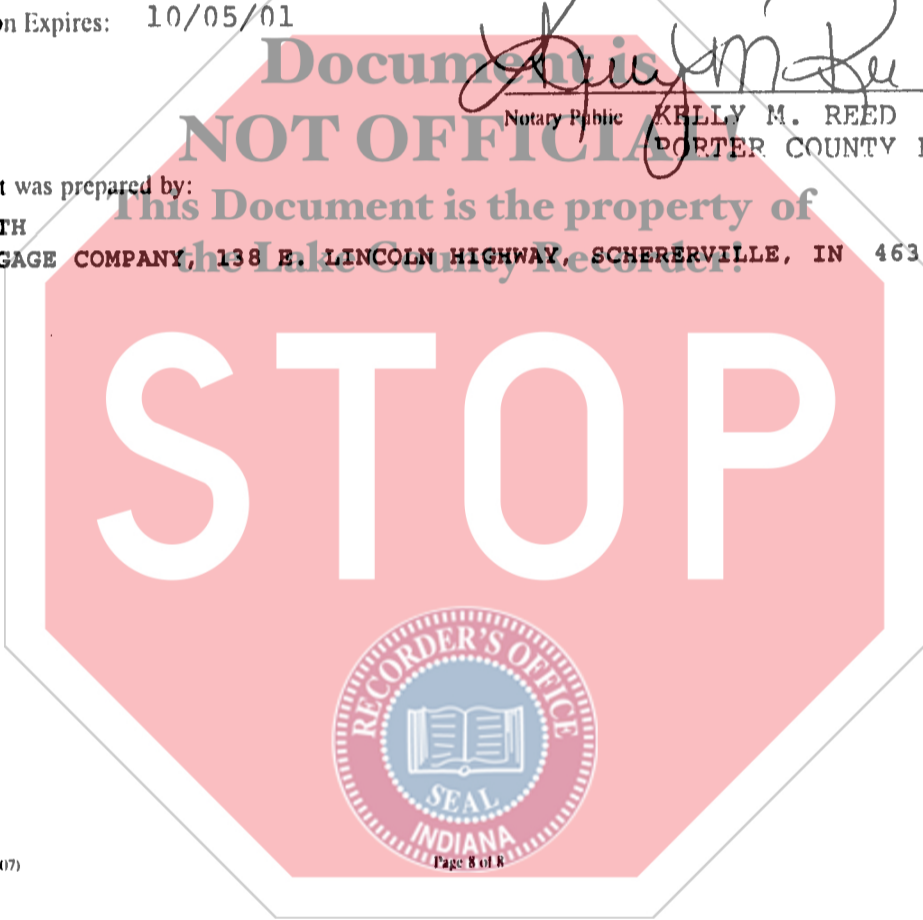 n Expires: 10/05/01
Document is
NOT OFFICIAL!
Notary Public KELLY M. REED
PORTER COUNTY
t was prepared by:
This Document is the property of
TH
GAGE COMPANY, 138 E. LINCOLN HIGHWAY, SCHERERVILLE, IN 463
the Lake County Recorder!
STOP
RECORDER'S OFFICE
SEAL
INDIANA
Page 8 of 8
07)